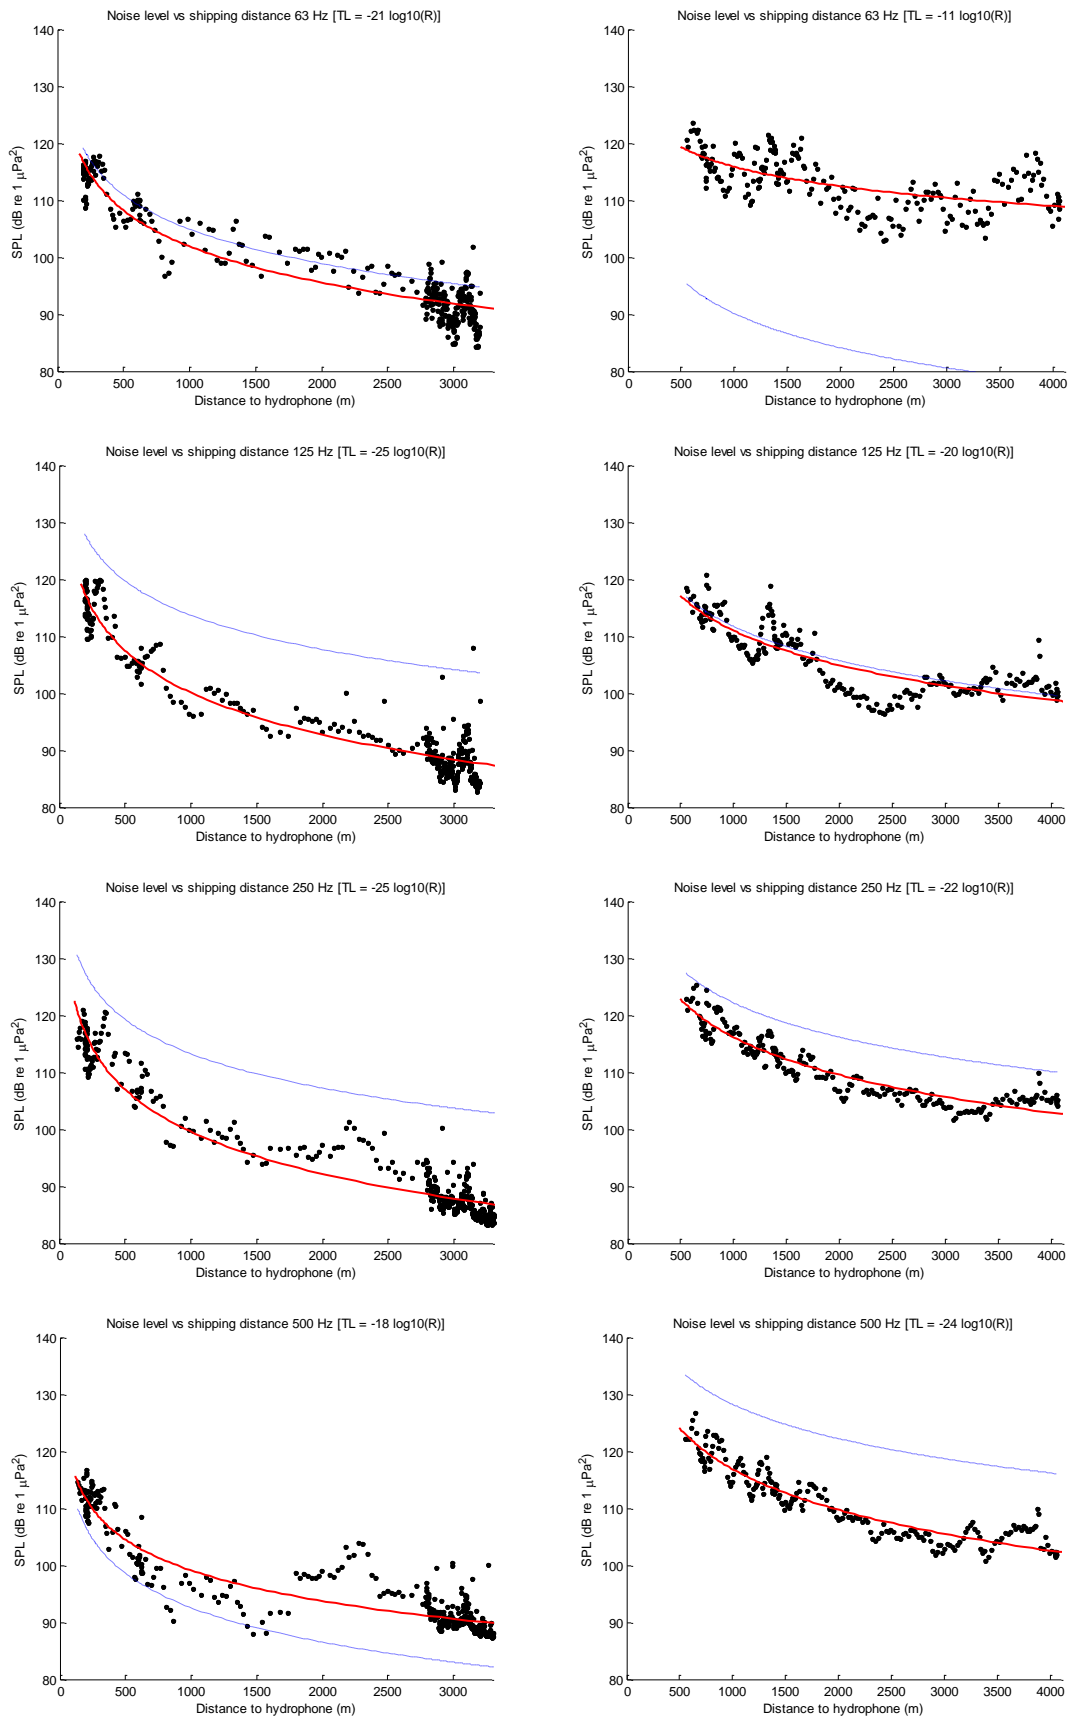 Noise level vs shipping distance 63 Hz [TL = -21 log10(R)]
140
130
120
110
100
90
80
SPL (dB re 1 μPa²)
0 500 1000 1500 2000 2500 3000
Distance to hydrophone (m)
Noise level vs shipping distance 63 Hz [TL = -11 log10(R)]
140
130
120
110
100
90
80
SPL (dB re 1 μPa²)
0 500 1000 1500 2000 2500 3000 3500 4000
Distance to hydrophone (m)
Noise level vs shipping distance 125 Hz [TL = -25 log10(R)]
140
130
120
110
100
90
80
SPL (dB re 1 μPa²)
0 500 1000 1500 2000 2500 3000
Distance to hydrophone (m)
Noise level vs shipping distance 125 Hz [TL = -20 log10(R)]
140
130
120
110
100
90
80
SPL (dB re 1 μPa²)
0 500 1000 1500 2000 2500 3000 3500 4000
Distance to hydrophone (m)
Noise level vs shipping distance 250 Hz [TL = -25 log10(R)]
140
130
120
110
100
90
80
SPL (dB re 1 μPa²)
0 500 1000 1500 2000 2500 3000
Distance to hydrophone (m)
Noise level vs shipping distance 250 Hz [TL = -22 log10(R)]
140
130
120
110
100
90
80
SPL (dB re 1 μPa²)
0 500 1000 1500 2000 2500 3000 3500 4000
Distance to hydrophone (m)
Noise level vs shipping distance 500 Hz [TL = -18 log10(R)]
140
130
120
110
100
90
80
SPL (dB re 1 μPa²)
0 500 1000 1500 2000 2500 3000
Distance to hydrophone (m)
Noise level vs shipping distance 500 Hz [TL = -24 log10(R)]
140
130
120
110
100
90
80
SPL (dB re 1 μPa²)
0 500 1000 1500 2000 2500 3000 3500 4000
Distance to hydrophone (m)